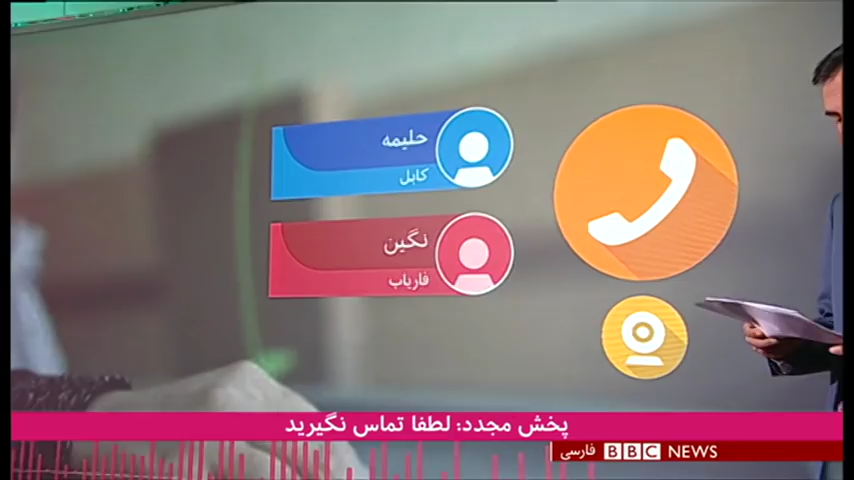 حلیمه
کابل
نگین
فاریاب
پخش مجدد: لطفا تماس نگیرید
BBC NEWS فارسی